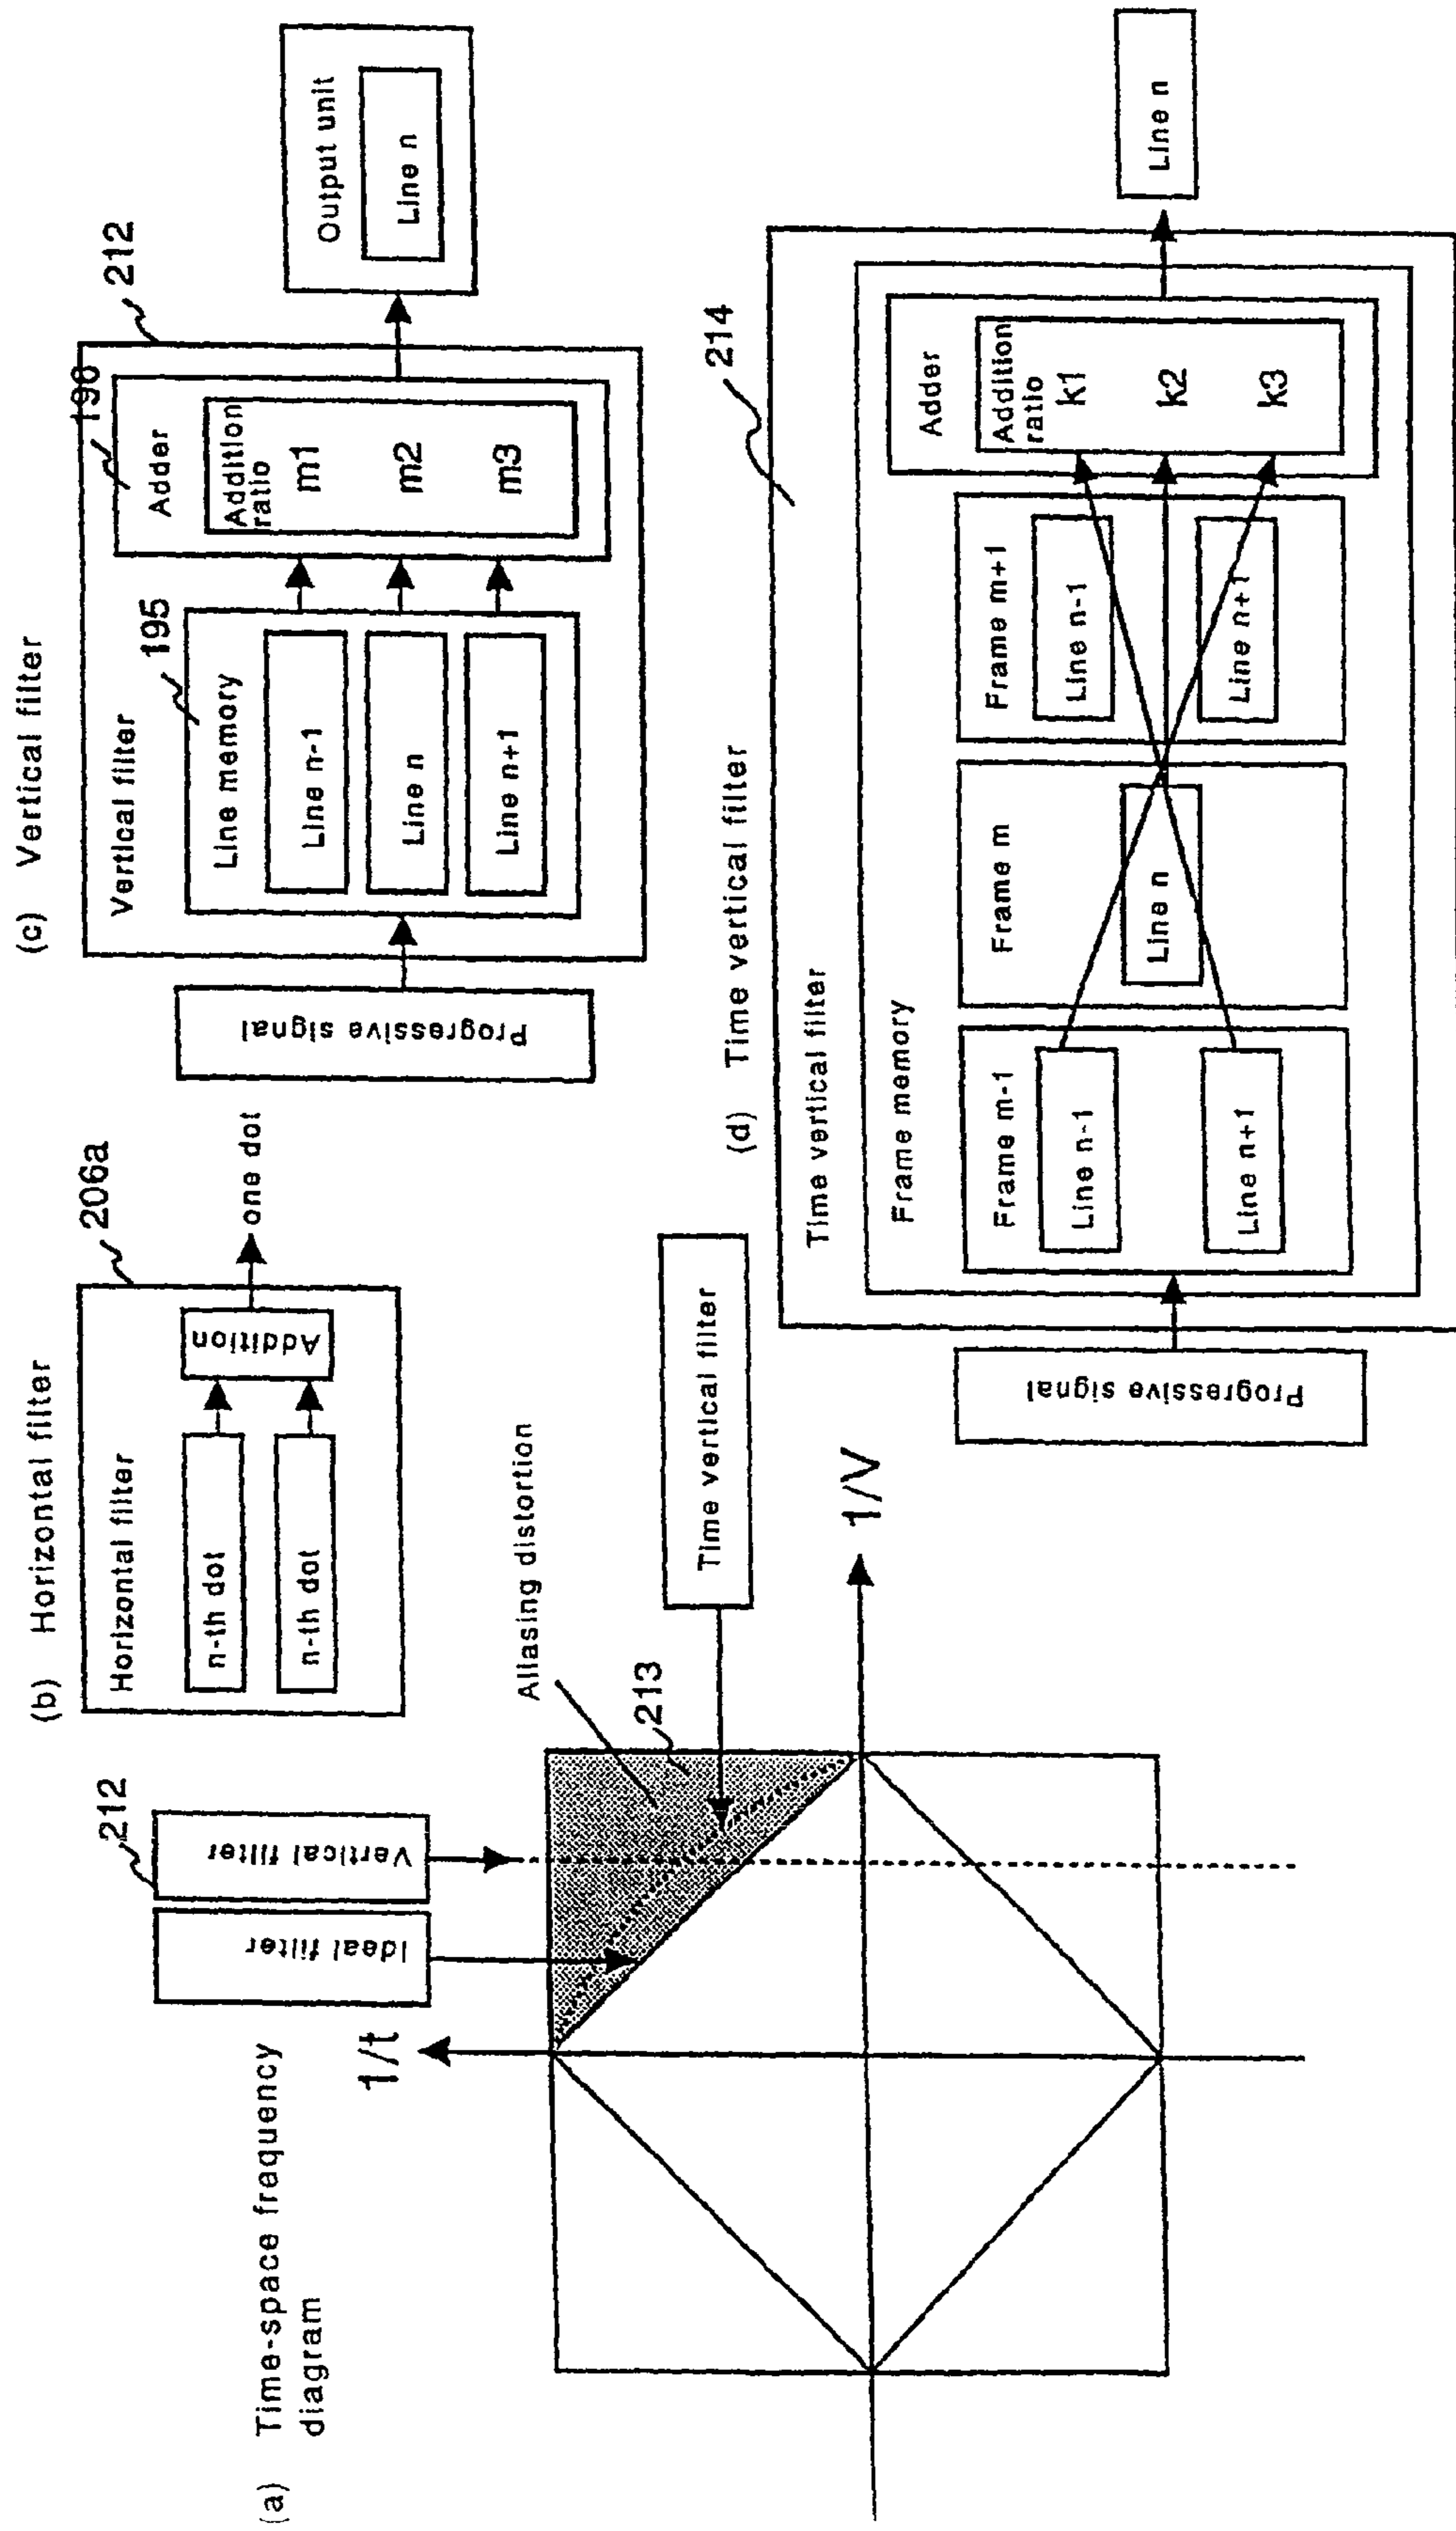 (a) Time-space frequency
diagram
1/t
1/V
Ideal filter
Vertical filter
212
Aliasing distortion
213
Time vertical filter
(b) Horizontal filter
206a
Horizontal filter
n-th dot
n-th dot
Addition
one dot
(c) Vertical filter
212
Vertical filter
195
Line memory
Line n-1
Line n
Line n+1
196
Adder
Addition
ratio
m1
m2
m3
Progressive signal
Output unit
Line n
(d) Time vertical filter
214
Time vertical filter
Frame memory
Frame m-1
Line n-1
Line n+1
Frame m
Line n
Frame m+1
Line n-1
Line n+1
Adder
Addition
ratio
k1
k2
k3
Progressive signal
Line n